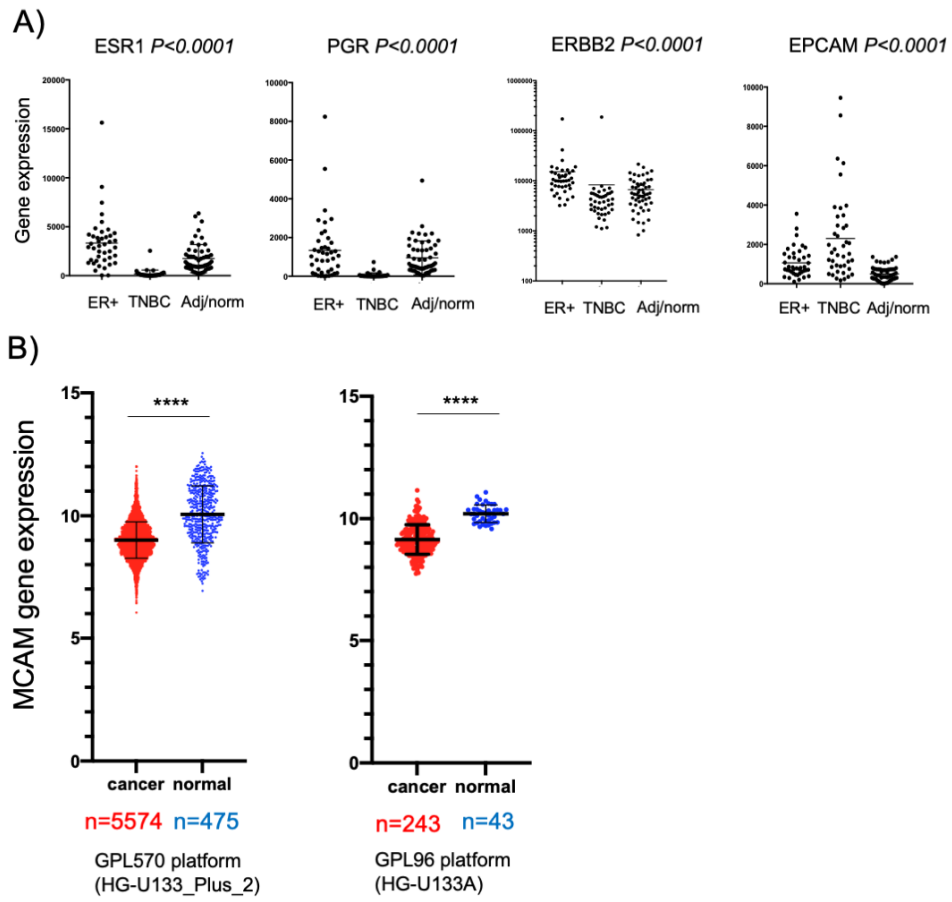 A)
ESR1 P<0.0001
PGR P<0.0001
ERBB2 P<0.0001
EPCAM P<0.0001
Gene expression
20000
15000
10000
5000
0
ER+ TNBC Adj/norm
10000
8000
6000
4000
2000
0
ER+ TNBC Adj/norm
1000000
100000
10000
1000
100
ER+ TNBC Adj/norm
10000
8000
6000
4000
2000
0
ER+ TNBC Adj/norm
B)
MCAM gene expression
15
10
5
0
****
cancer normal
n=5574 n=475
GPL570 platform
(HG-U133_Plus_2)
15
10
5
0
****
cancer normal
n=243 n=43
GPL96 platform
(HG-U133A)